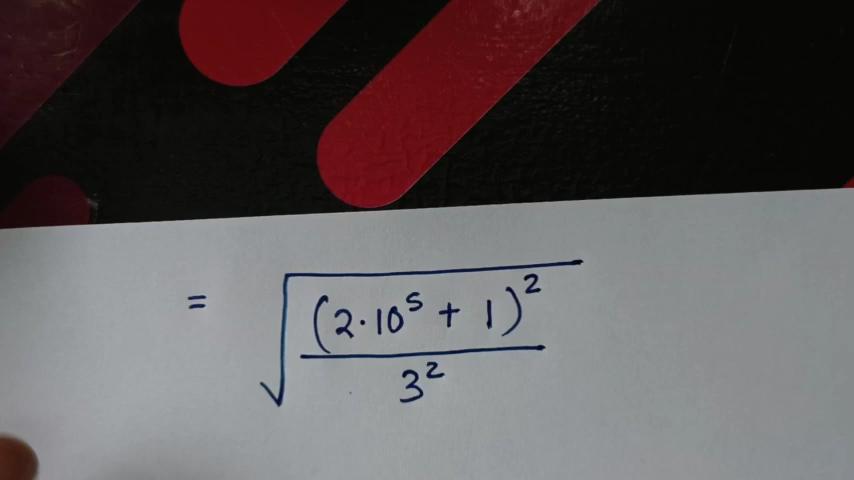 = √((2·10⁵ + 1)² / 3²)